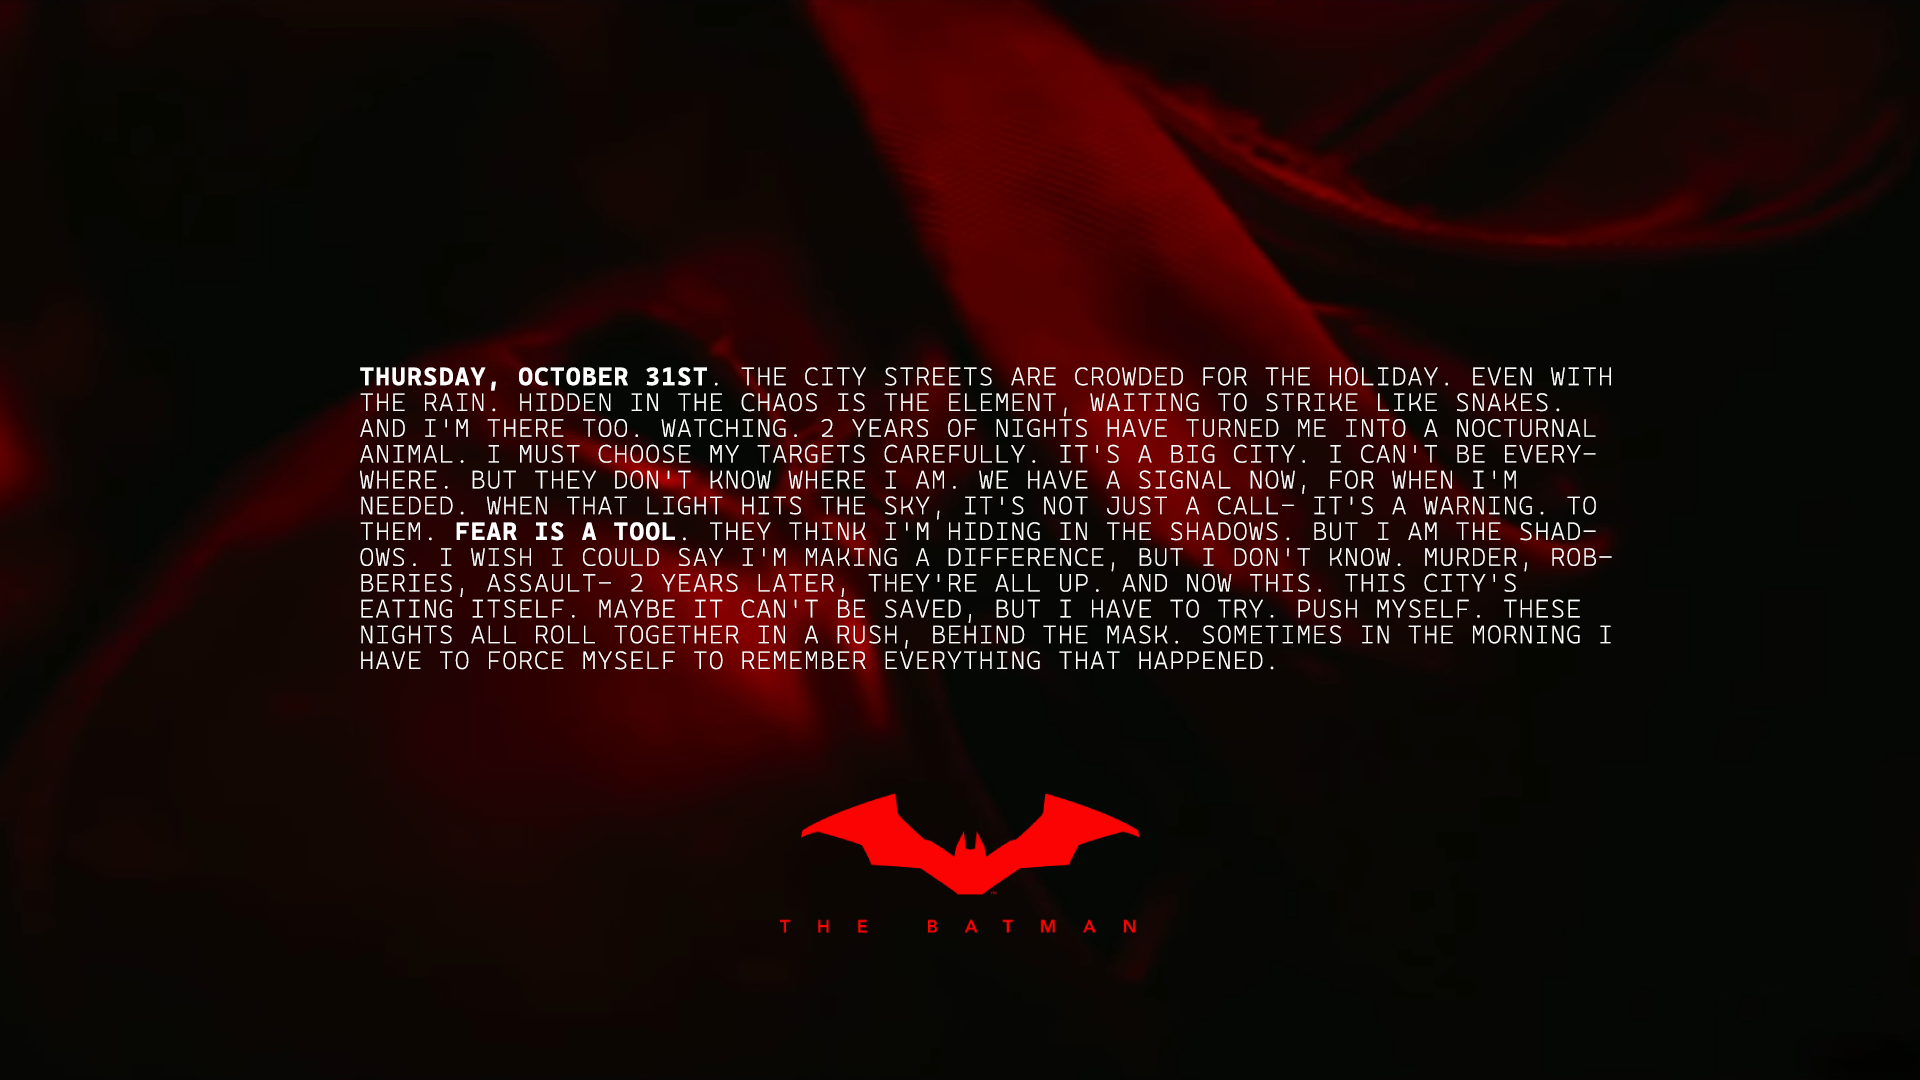 THURSDAY, OCTOBER 31ST. THE CITY STREETS ARE CROWDED FOR THE HOLIDAY. EVEN WITH
THE RAIN. HIDDEN IN THE CHAOS IS THE ELEMENT, WAITING TO STRIKE LIKE SNAKES.
AND I'M THERE TOO. WATCHING. 2 YEARS OF NIGHTS HAVE TURNED ME INTO A NOCTURNAL
ANIMAL. I MUST CHOOSE MY TARGETS CAREFULLY. IT'S A BIG CITY. I CAN'T BE EVERY-
WHERE. BUT THEY DON'T KNOW WHERE I AM. WE HAVE A SIGNAL NOW, FOR WHEN I'M
NEEDED. WHEN THAT LIGHT HITS THE SKY, IT'S NOT JUST A CALL- IT'S A WARNING. TO
THEM. FEAR IS A TOOL. THEY THINK I'M HIDING IN THE SHADOWS. BUT I AM THE SHAD-
OWS. I WISH I COULD SAY I'M MAKING A DIFFERENCE, BUT I DON'T KNOW. MURDER, ROB-
BERIES, ASSAULT- 2 YEARS LATER, THEY'RE ALL UP. AND NOW THIS. THIS CITY'S
EATING ITSELF. MAYBE IT CAN'T BE SAVED, BUT I HAVE TO TRY. PUSH MYSELF. THESE
NIGHTS ALL ROLL TOGETHER IN A RUSH, BEHIND THE MASK. SOMETIMES IN THE MORNING I
HAVE TO FORCE MYSELF TO REMEMBER EVERYTHING THAT HAPPENED.
™
THE BATMAN